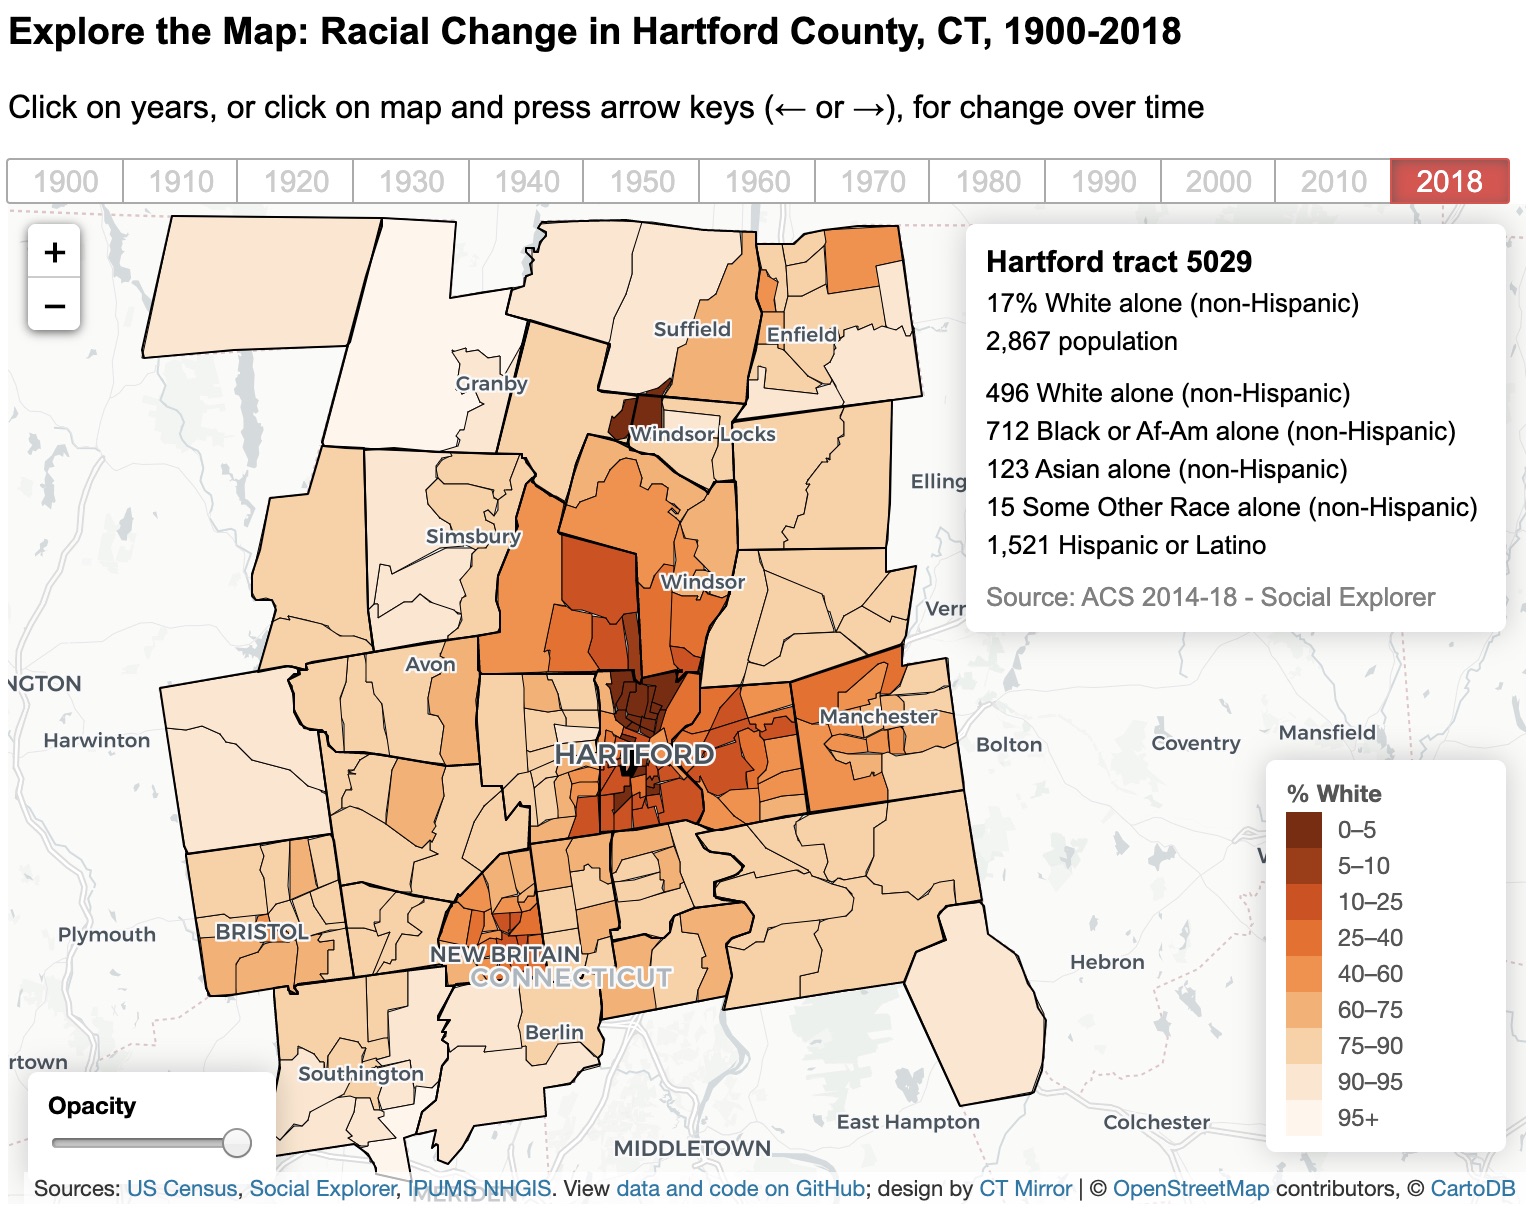 Explore the Map: Racial Change in Hartford County, CT, 1900-2018
Click on years, or click on map and press arrow keys (← or →), for change over time
1900 1910 1920 1930 1940 1950 1960 1970 1980 1990 2000 2010 2018
+
−
Hartford tract 5029
17% White alone (non-Hispanic)
2,867 population
496 White alone (non-Hispanic)
712 Black or Af-Am alone (non-Hispanic)
123 Asian alone (non-Hispanic)
15 Some Other Race alone (non-Hispanic)
1,521 Hispanic or Latino
Source: ACS 2014-18 - Social Explorer
Suffield
Enfield
Granby
Windsor Locks
Elling
Simsbury
Windsor
Verr
Avon
NGTON
Manchester
Harwinton
HARTFORD
Bolton
Coventry
Mansfield
% White
0–5
5–10
10–25
25–40
40–60
60–75
75–90
90–95
95+
Plymouth
BRISTOL
NEW BRITAIN
CONNECTICUT
Hebron
Berlin
rtown
Southington
Opacity
East Hampton
Colchester
MIDDLETOWN
MERIDEN
Sources: US Census, Social Explorer, IPUMS NHGIS. View data and code on GitHub; design by CT Mirror | © OpenStreetMap contributors, © CartoDB